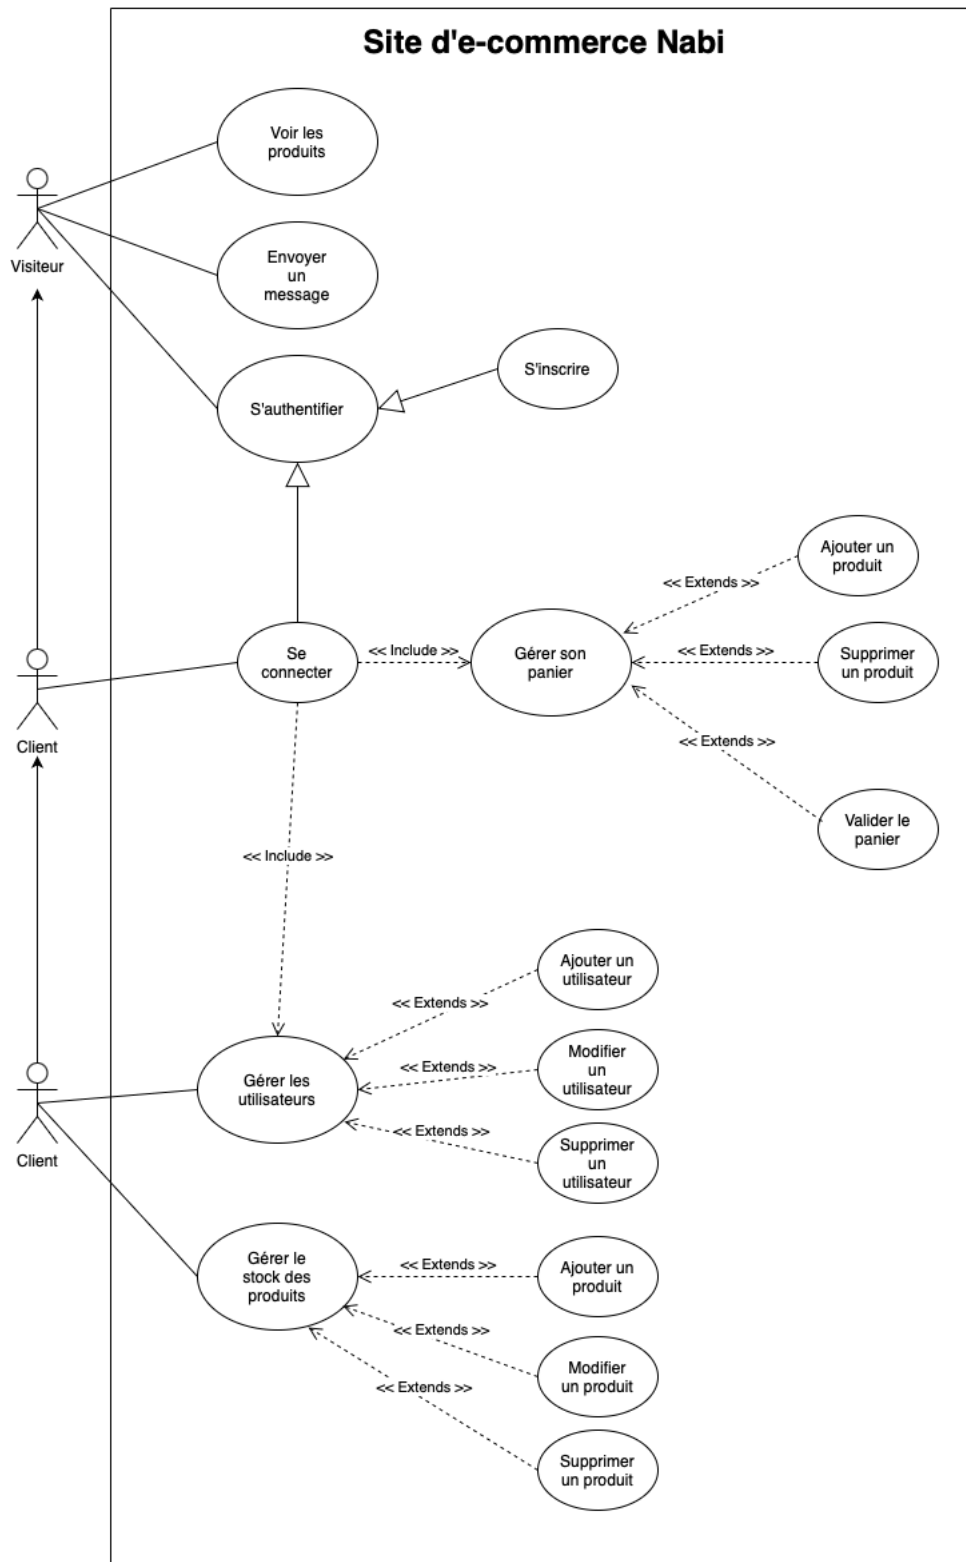 Site d'e-commerce Nabi
Voir les
produits
Visiteur
Envoyer
un
message
S'authentifier
S'inscrire
Ajouter un
produit
<< Extends >>
Se
connecter
<< Include >>
Gérer son
panier
<< Extends >>
Supprimer
un produit
Client
<< Extends >>
Valider le
panier
<< Include >>
Ajouter un
utilisateur
<< Extends >>
Gérer les
utilisateurs
<< Extends >>
Modifier
un
utilisateur
<< Extends >>
Supprimer
un
utilisateur
Client
Gérer le
stock des
produits
<< Extends >>
Ajouter un
produit
<< Extends >>
Modifier
un produit
<< Extends >>
Supprimer
un produit